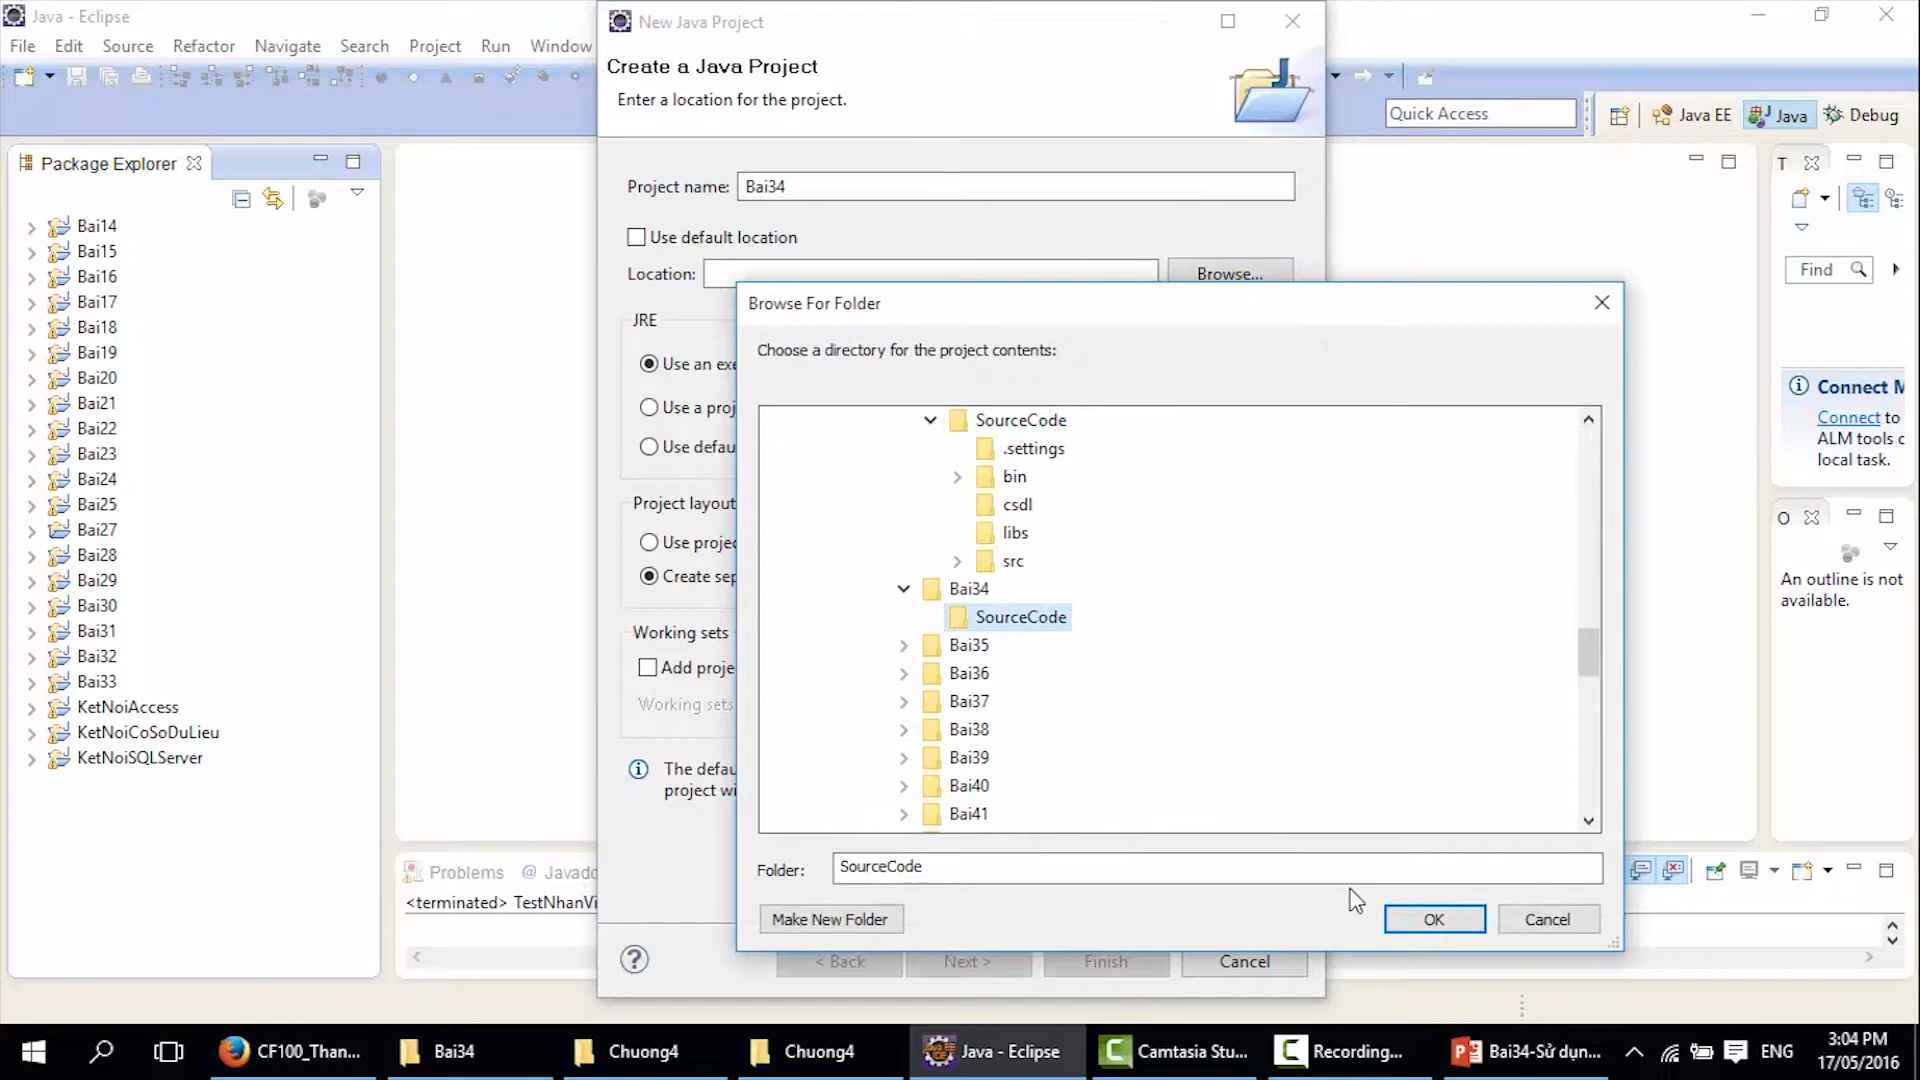 Java - Eclipse
File Edit Source Refactor Navigate Search Project Run Window
New Java Project
Create a Java Project
Enter a location for the project.
Quick Access
Java EE
Java
Debug
Package Explorer
Bai14
Bai15
Bai16
Bai17
Bai18
Bai19
Bai20
Bai21
Bai22
Bai23
Bai24
Bai25
Bai27
Bai28
Bai29
Bai30
Bai31
Bai32
Bai33
KetNoiAccess
KetNoiCoSoDuLieu
KetNoiSQLServer
Project name: Bai34
Use default location
Location:
Browse...
JRE
Use an exe
Use a proj
Use defau
Project layout
Use projec
Create sep
Working sets
Add proje
Working sets
The defau
project wi
< Back
Next >
Finish
Cancel
Browse For Folder
Choose a directory for the project contents:
SourceCode
.settings
bin
csdl
libs
src
Bai34
SourceCode
Bai35
Bai36
Bai37
Bai38
Bai39
Bai40
Bai41
Folder: SourceCode
Make New Folder
OK
Cancel
T
Find
Connect M
Connect to
ALM tools c
local task.
O
An outline is not
available.
Problems @ Javado
<terminated> TestNhanVi
CF100_Than...
Bai34
Chuong4
Chuong4
Java - Eclipse
Camtasia Stu...
Recording...
Bai34-Sử dụn...
ENG
3:04 PM
17/05/2016